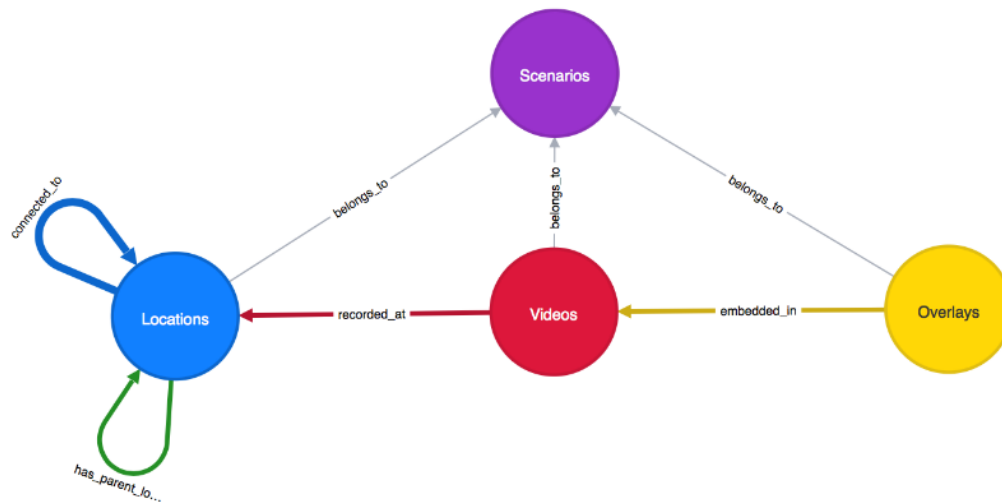 Scenarios
belongs_to
belongs_to
belongs_to
connected_to
Locations
recorded_at
Videos
embedded_in
Overlays
has_parent_lo...